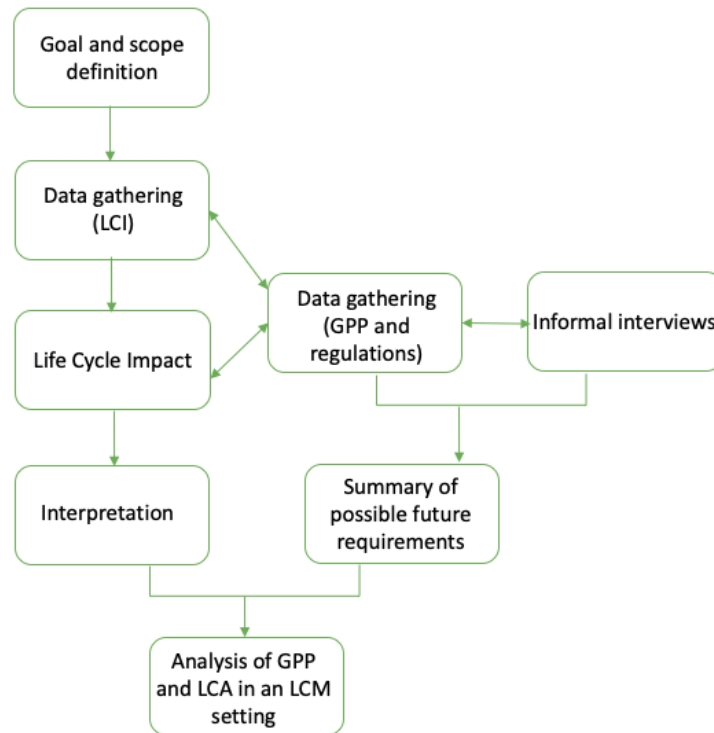 Goal and scope
definition
Data gathering
(LCI)
Data gathering
(GPP and
regulations)
Informal interviews
Life Cycle Impact
Interpretation
Summary of
possible future
requirements
Analysis of GPP
and LCA in an LCM
setting